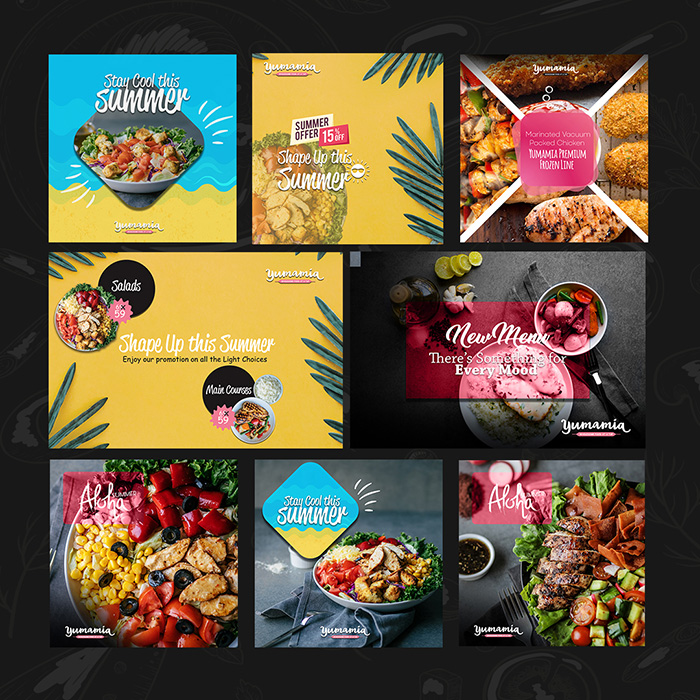 Stay Cool this
Summer
Yumamia
Yumamia
SUMMER
OFFER
15%
OFF
Shape Up this
Summer
Yumamia
Marinated Vacuum
Packed Chicken
Yumamia Premium
Frozen Line
Salads
59
Yumamia
Shape Up this Summer
Enjoy our promotion on all the Light Choices
Main Courses
59
New Menu
There's Something for
Every Mood
Yumamia
Aloha
SUMMER
Yumamia
Stay Cool this
Summer
Yumamia
Aloha
SUMMER
Yumamia